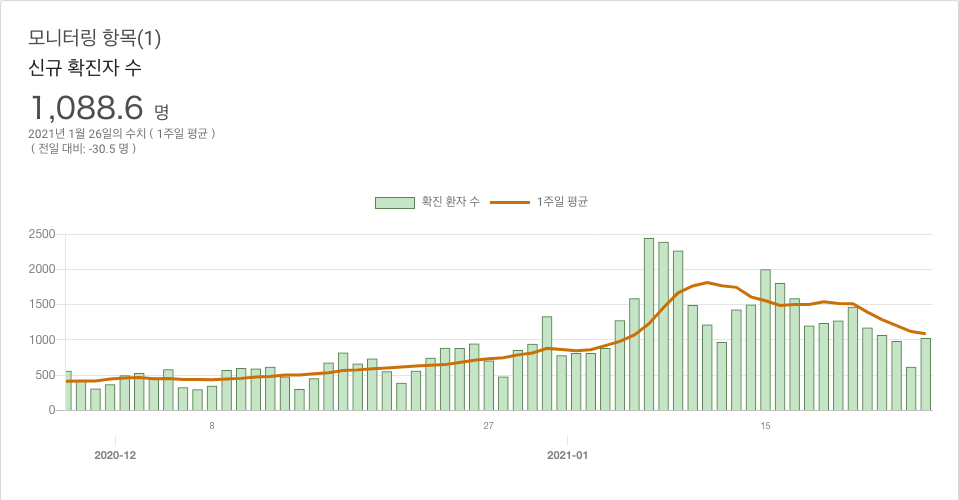 모니터링 항목(1)
신규 확진자 수
1,088.6 명
2021년 1월 26일의 수치 ( 1주일 평균 )
( 전일 대비: -30.5 명 )
확진 환자 수 1주일 평균
2500
2000
1500
1000
500
0
8 27 15
2020-12 2021-01